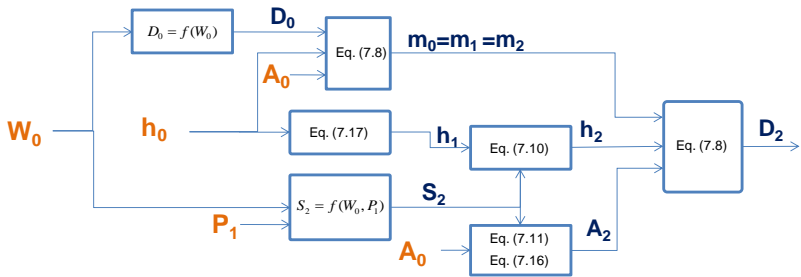 D₀ = f(W₀)
D₀
Eq. (7.8)
m₀=m₁=m₂
A₀
W₀
h₀
Eq. (7.17)
h₁
Eq. (7.10)
h₂
Eq. (7.8)
D₂
S₂ = f(W₀, P₁)
S₂
P₁
A₀
Eq. (7.11)
Eq. (7.16)
A₂